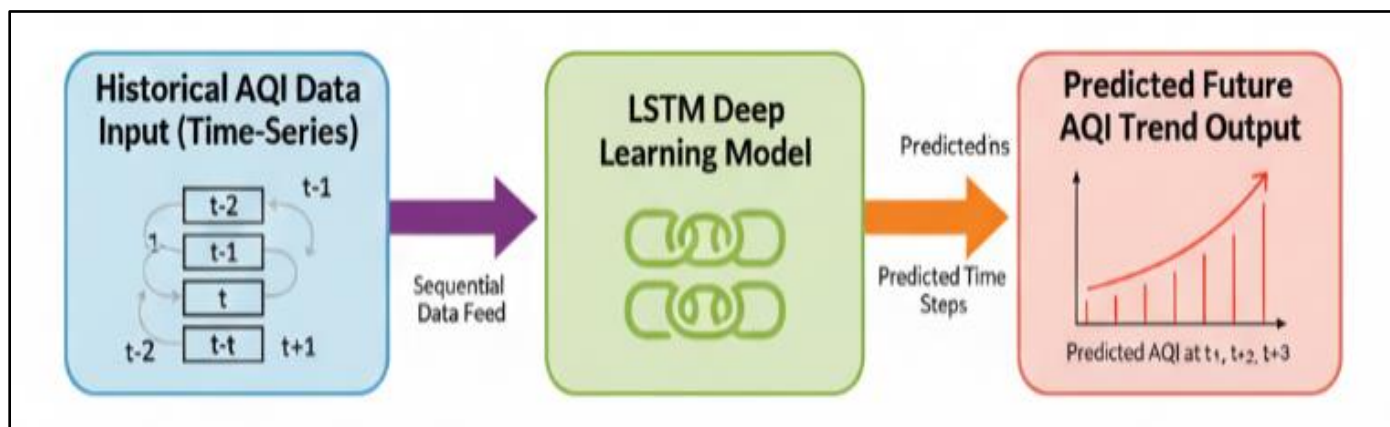 Historical AQI Data
Input (Time-Series)
t-1
t-2
1.
t-1
t
t-2
t-t
t+1
Sequential
Data Feed
LSTM Deep
Learning Model
Predictedns
Predicted Time
Steps
Predicted Future
AQI Trend Output
Predicted AQI at t1, t+2, t+3